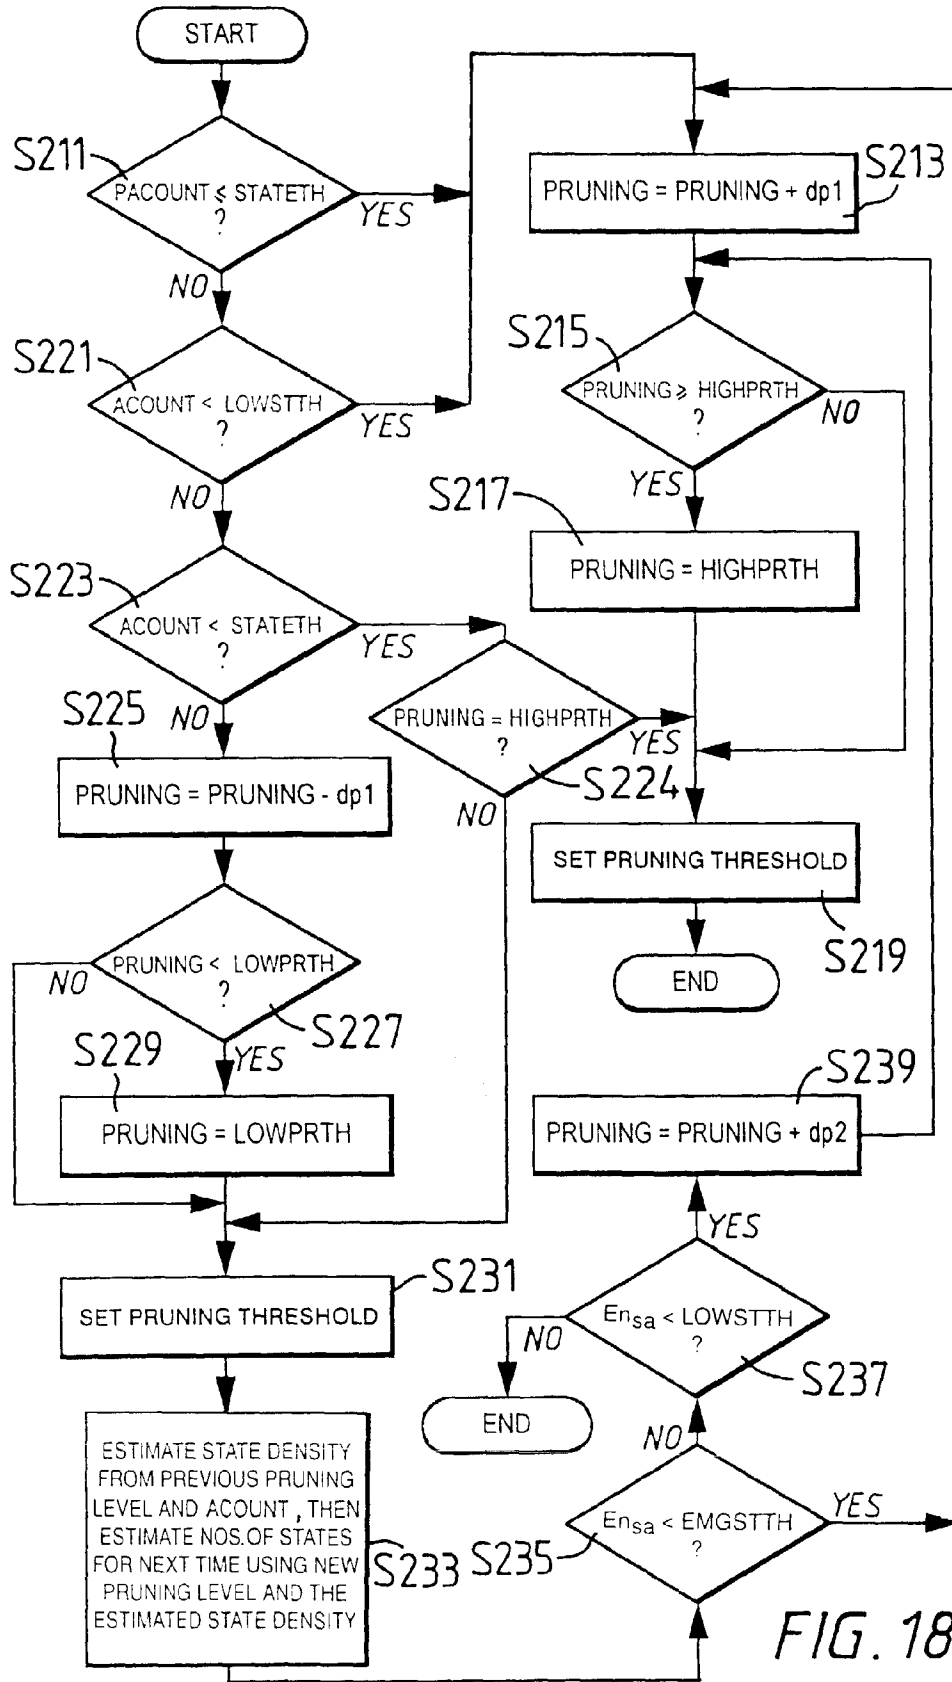 START
S211
PACOUNT ⩽ STATETH
?
YES
NO
S221
ACOUNT < LOWSTTH
?
YES
NO
S223
ACOUNT < STATETH
?
YES
NO
S225
PRUNING = PRUNING - dp1
PRUNING < LOWPRTH
?
NO
S227
YES
S229
PRUNING = LOWPRTH
S231
SET PRUNING THRESHOLD
ESTIMATE STATE DENSITY
FROM PREVIOUS PRUNING
LEVEL AND ACOUNT , THEN
ESTIMATE NOS. OF STATES
FOR NEXT TIME USING NEW
PRUNING LEVEL AND THE
ESTIMATED STATE DENSITY
S233
PRUNING = HIGHPRTH
?
YES
S224
NO
S213
PRUNING = PRUNING + dp1
S215
PRUNING ⩾ HIGHPRTH
?
NO
YES
S217
PRUNING = HIGHPRTH
SET PRUNING THRESHOLD
S219
END
S239
PRUNING = PRUNING + dp2
YES
Ensa < LOWSTTH
?
NO
S237
END
NO
Ensa < EMGSTTH
?
YES
S235
FIG. 18